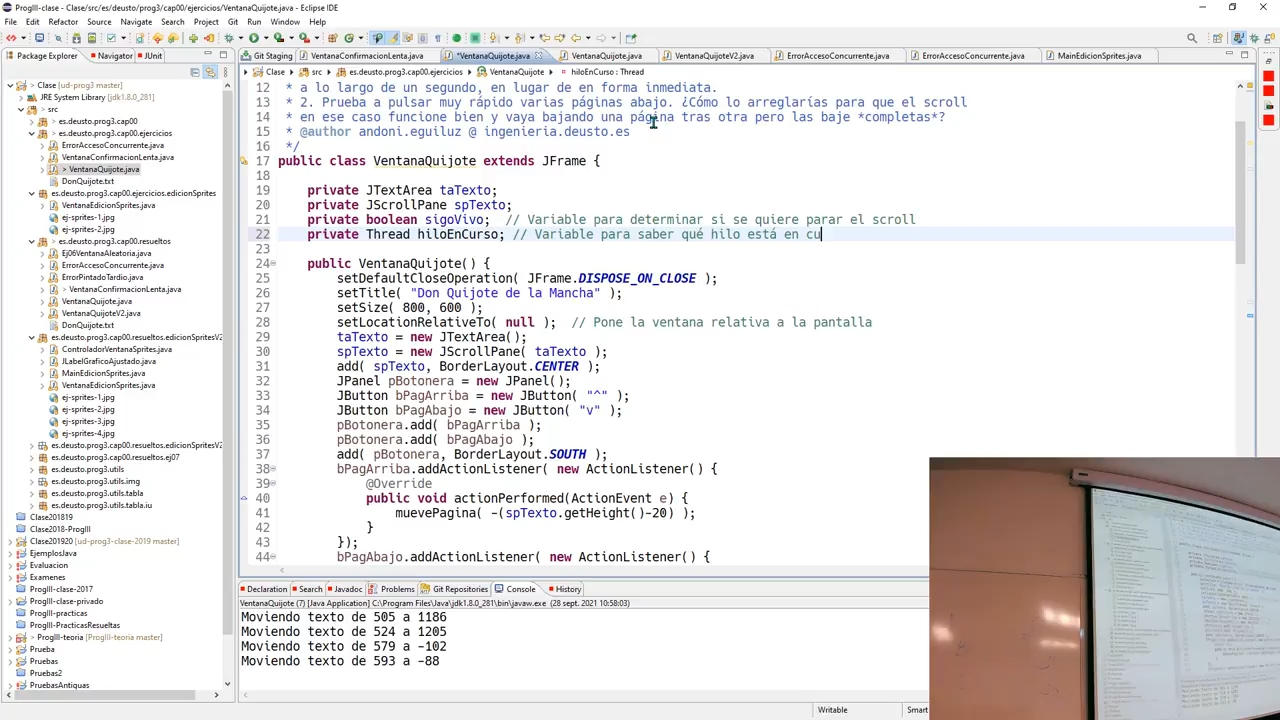 ProgIII-clase - Clase/src/es/deusto/prog3/cap00/ejercicios/VentanaQuijote.java - Eclipse IDE
File Edit Refactor Source Navigate Search Project Git Run Window Help
Package Explorer Navigator JUnit
Git Staging VentanaConfirmacionLenta.java *VentanaQuijote.java VentanaQuijote.java VentanaQuijoteV2.java ErrorAccesoConcurrente.java ErrorAccesoConcurrente.java MainEdicionSprites.java
Clase src es.deusto.prog3.cap00.ejercicios VentanaQuijote hiloEnCurso : Thread
Clase [ud-prog3 master]
JRE System Library [jdk1.8.0_281]
src
es.deusto.prog3.cap00
es.deusto.prog3.cap00.ejercicios
ErrorAccesoConcurrente.java
VentanaConfirmacionLenta.java
> VentanaQuijote.java
DonQuijote.txt
es.deusto.prog3.cap00.ejercicios.edicionSprites
VentanaEdicionSprites.java
ej-sprites-1.jpg
ej-sprites-2.jpg
es.deusto.prog3.cap00.resueltos
Ej06VentanaAleatoria.java
ErrorAccesoConcurrente.java
ErrorPintadoTardio.java
> VentanaConfirmacionLenta.java
VentanaQuijote.java
VentanaQuijoteV2.java
DonQuijote.txt
es.deusto.prog3.cap00.resueltos.edicionSpritesV2
ControladorVentanaSprites.java
JLabelGraficoAjustado.java
MainEdicionSprites.java
VentanaEdicionSprites.java
ej-sprites-1.jpg
ej-sprites-2.jpg
ej-sprites-3.jpg
ej-sprites-4.jpg
es.deusto.prog3.cap00.resueltos.edicionSpritesV2
es.deusto.prog3.cap00.resueltos.ej07
es.deusto.prog3.utils
es.deusto.prog3.utils.img
es.deusto.prog3.utils.tabla
es.deusto.prog3.utils.tabla.iu
Clase201819
Clase2018-ProgIII
Clase201920 [ud-prog3-clase-2019 master]
EjemplosJava
Evaluacion
Examenes
ProgIII-clase-2017
ProgIII-clase-privado
ProgIII-practicas
ProgIII-PracticasResueltas
> ProgIII-teoria [ProgIII-teoria master]
Prueba
Pruebas
Pruebas2
PruebasAntiguas
12 * a lo largo de un segundo, en lugar de en forma inmediata.
13 * 2. Prueba a pulsar muy rápido varias páginas abajo. ¿Cómo lo arreglarías para que el scroll
14 * en ese caso funcione bien y vaya bajando una página tras otra pero las baje *completas*?
15 * @author andoni.eguiluz @ ingenieria.deusto.es
16 */
17 public class VentanaQuijote extends JFrame {
18
19 private JTextArea taTexto;
20 private JScrollPane spTexto;
21 private boolean sigoVivo; // Variable para determinar si se quiere parar el scroll
22 private Thread hiloEnCurso; // Variable para saber qué hilo está en cu
23
24 public VentanaQuijote() {
25 setDefaultCloseOperation( JFrame.DISPOSE_ON_CLOSE );
26 setTitle( "Don Quijote de la Mancha" );
27 setSize( 800, 600 );
28 setLocationRelativeTo( null ); // Pone la ventana relativa a la pantalla
29 taTexto = new JTextArea();
30 spTexto = new JScrollPane( taTexto );
31 add( spTexto, BorderLayout.CENTER );
32 JPanel pBotonera = new JPanel();
33 JButton bPagArriba = new JButton( "^" );
34 JButton bPagAbajo = new JButton( "v" );
35 pBotonera.add( bPagArriba );
36 pBotonera.add( bPagAbajo );
37 add( pBotonera, BorderLayout.SOUTH );
38 bPagArriba.addActionListener( new ActionListener() {
39 @Override
40 public void actionPerformed(ActionEvent e) {
41 muevePagina( -(spTexto.getHeight()-20) );
42 }
43 });
44 bPagAbajo.addActionListener( new ActionListener() {
Declaration Search Javadoc Problems Git Repositories Console History
VentanaQuijote (7) [Java Application] C:\Program Files\Java\jdk1.8.0_281\bin\javaw.exe (28 sept. 2021 10:58:03)
Moviendo texto de 505 a -86
Moviendo texto de 524 a 1205
Moviendo texto de 579 a -102
Moviendo texto de 593 a -88
Writable Smart